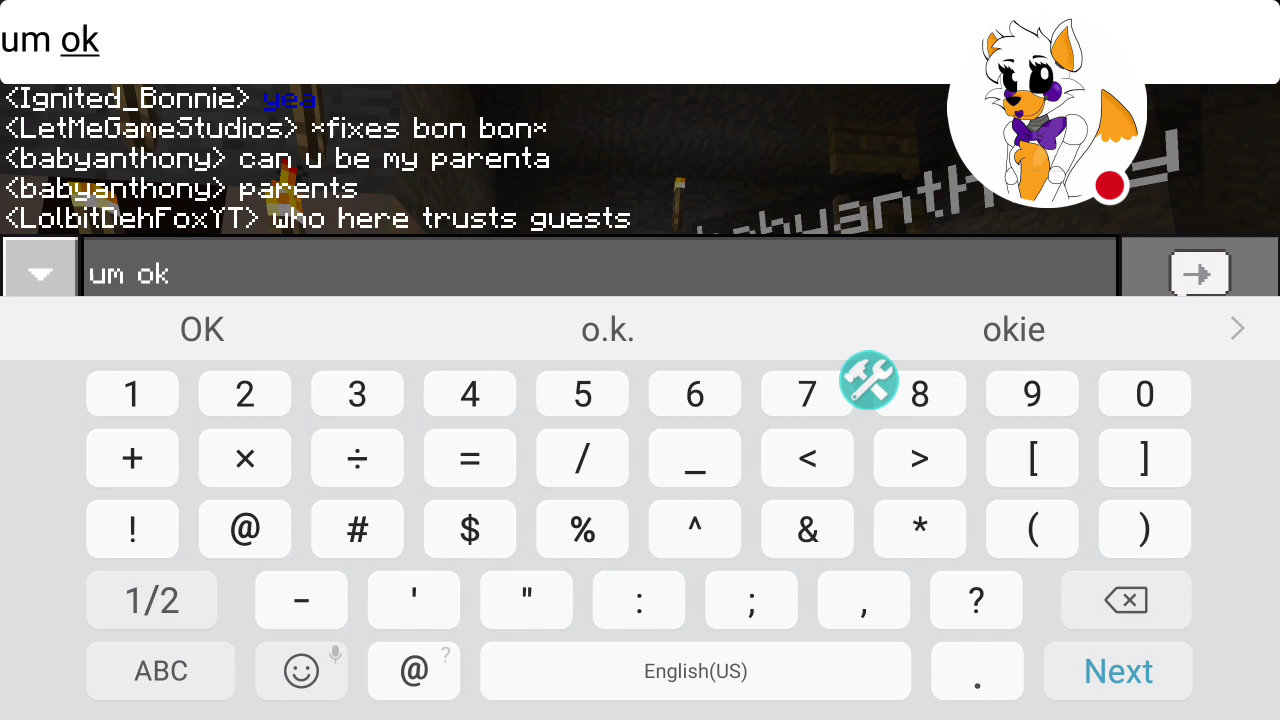 um ok
<Ignited_Bonnie> yea
<LetMeGameStudios> *fixes bon bon*
<babyanthony> can u be my parenta
<babyanthony> parents
<LolbitDehFoxYT> who here trusts guests
babyanthony
um ok
OK o.k. okie
1 2 3 4 5 6 7 8 9 0
+ × ÷ = / _ < > [ ]
! @ # $ % ^ & * ( )
1/2 - ' " : ; , ?
ABC @ ? English(US) . Next